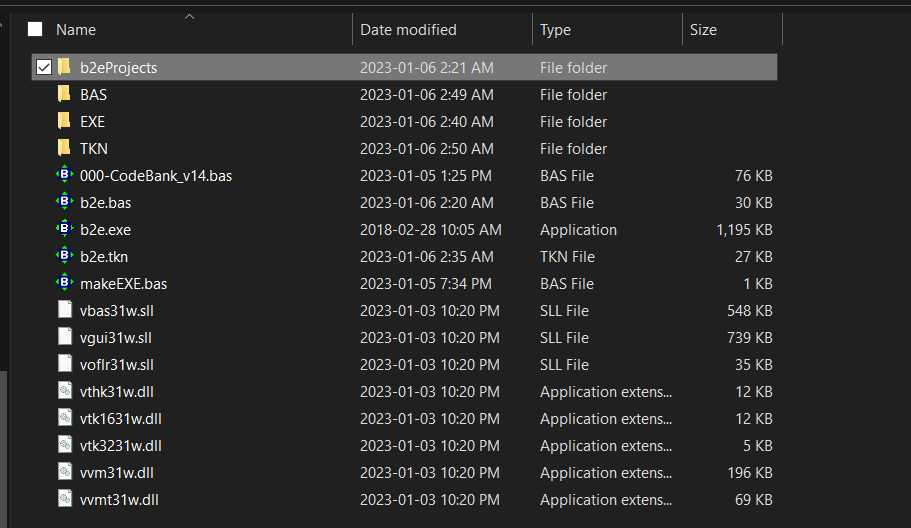 Name Date modified Type Size
b2eProjects 2023-01-06 2:21 AM File folder
BAS 2023-01-06 2:49 AM File folder
EXE 2023-01-06 2:40 AM File folder
TKN 2023-01-06 2:50 AM File folder
000-CodeBank_v14.bas 2023-01-05 1:25 PM BAS File 76 KB
b2e.bas 2023-01-06 2:20 AM BAS File 30 KB
b2e.exe 2018-02-28 10:05 AM Application 1,195 KB
b2e.tkn 2023-01-06 2:35 AM TKN File 27 KB
makeEXE.bas 2023-01-05 7:34 PM BAS File 1 KB
vbas31w.sll 2023-01-03 10:20 PM SLL File 548 KB
vgui31w.sll 2023-01-03 10:20 PM SLL File 739 KB
voflr31w.sll 2023-01-03 10:20 PM SLL File 35 KB
vthk31w.dll 2023-01-03 10:20 PM Application extens... 12 KB
vtk1631w.dll 2023-01-03 10:20 PM Application extens... 12 KB
vtk3231w.dll 2023-01-03 10:20 PM Application extens... 5 KB
vvm31w.dll 2023-01-03 10:20 PM Application extens... 196 KB
vvmt31w.dll 2023-01-03 10:20 PM Application extens... 69 KB